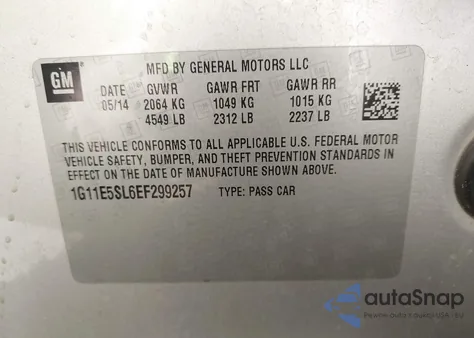 GM
MFD BY GENERAL MOTORS LLC
DATE GVWR GAWR FRT GAWR RR
05/14 2064 KG 1049 KG 1015 KG
4549 LB 2312 LB 2237 LB
THIS VEHICLE CONFORMS TO ALL APPLICABLE U.S. FEDERAL MOTOR
VEHICLE SAFETY, BUMPER, AND THEFT PREVENTION STANDARDS IN
EFFECT ON THE DATE OF MANUFACTURE SHOWN ABOVE.
1G11E5SL6EF299257 TYPE: PASS CAR
autoSnap